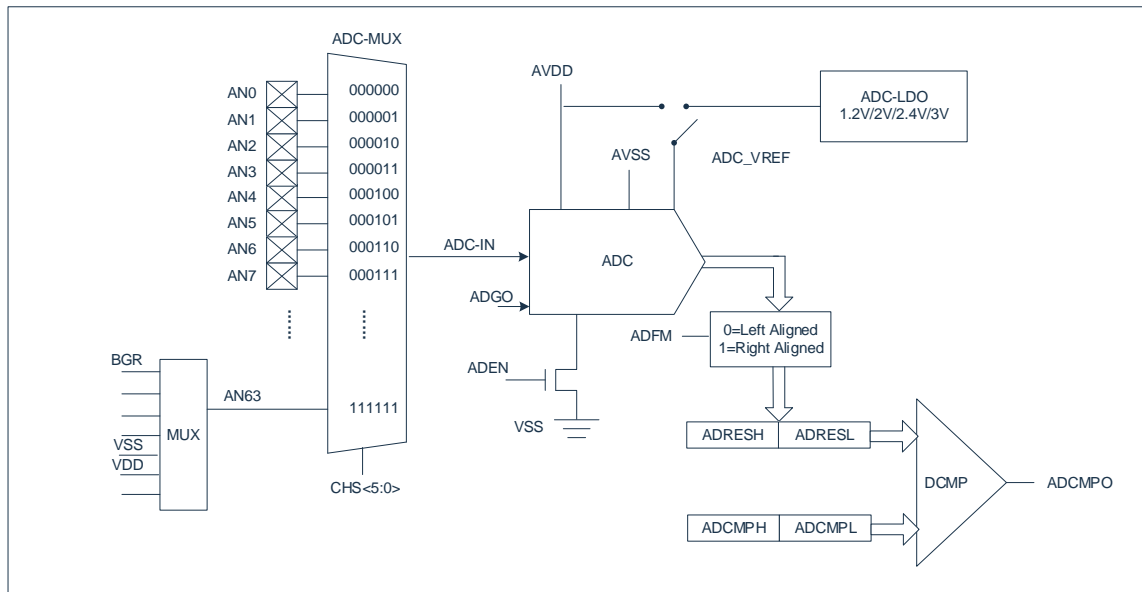 ADC-MUX
AN0
000000
AN1
000001
AN2
000010
AN3
000011
AN4
000100
AN5
000101
AN6
000110
AN7
000111
BGR
VSS
VDD
MUX
AN63
111111
CHS<5:0>
AVDD
ADC-LDO
1.2V/2V/2.4V/3V
AVSS
ADC_VREF
ADC-IN
ADC
ADGO
ADEN
VSS
ADFM
0=Left Aligned
1=Right Aligned
ADRESH
ADRESL
DCMP
ADCMPO
ADCMPH
ADCMPL